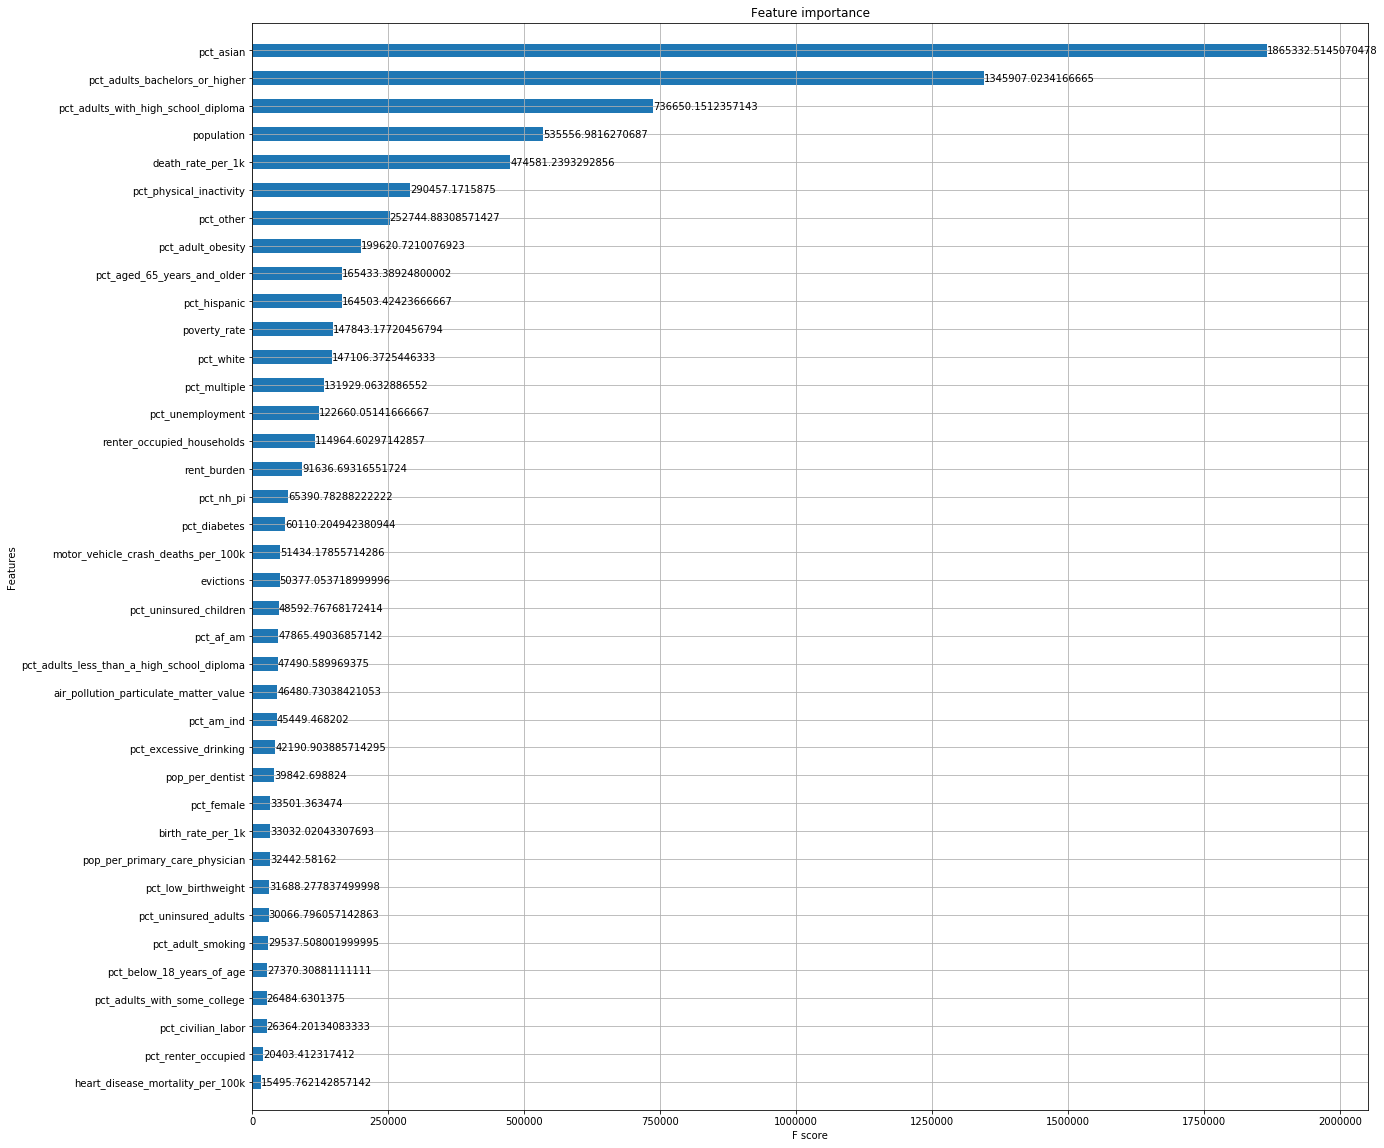 Feature importance
pct_asian 1865332.5145070478
pct_adults_bachelors_or_higher 1345907.0234166665
pct_adults_with_high_school_diploma 736650.1512357143
population 535556.9816270687
death_rate_per_1k 474581.2393292856
pct_physical_inactivity 290457.1715875
pct_other 252744.88308571427
pct_adult_obesity 199620.7210076923
pct_aged_65_years_and_older 165433.38924800002
pct_hispanic 164503.42423666667
poverty_rate 147843.17720456794
pct_white 147106.3725446333
pct_multiple 131929.0632886552
pct_unemployment 122660.05141666667
renter_occupied_households 114964.60297142857
rent_burden 91636.69316551724
pct_nh_pi 65390.78288222222
pct_diabetes 60110.204942380944
motor_vehicle_crash_deaths_per_100k 51434.17855714286
evictions 50377.053718999996
pct_uninsured_children 48592.76768172414
pct_af_am 47865.49036857142
pct_adults_less_than_a_high_school_diploma 47490.589969375
air_pollution_particulate_matter_value 46480.73038421053
pct_am_ind 45449.468202
pct_excessive_drinking 42190.903885714295
pop_per_dentist 39842.698824
pct_female 33501.363474
birth_rate_per_1k 33032.02043307693
pop_per_primary_care_physician 32442.58162
pct_low_birthweight 31688.277837499998
pct_uninsured_adults 30066.796057142863
pct_adult_smoking 29537.508001999995
pct_below_18_years_of_age 27370.30881111111
pct_adults_with_some_college 26484.6301375
pct_civilian_labor 26364.20134083333
pct_renter_occupied 20403.412317412
heart_disease_mortality_per_100k 15495.762142857142
Features
0 250000 500000 750000 1000000 1250000 1500000 1750000 2000000
F score